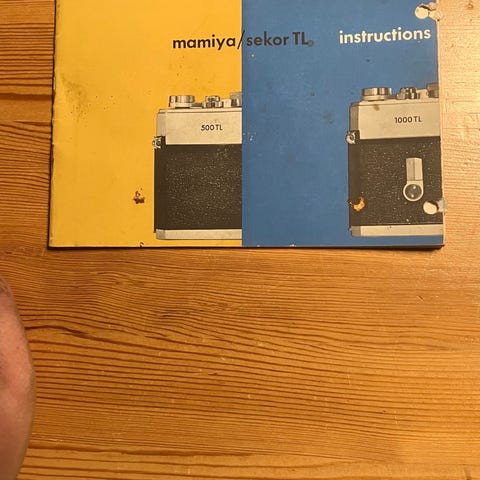 mamiya/sekor TL instructions
500 TL
1000 TL